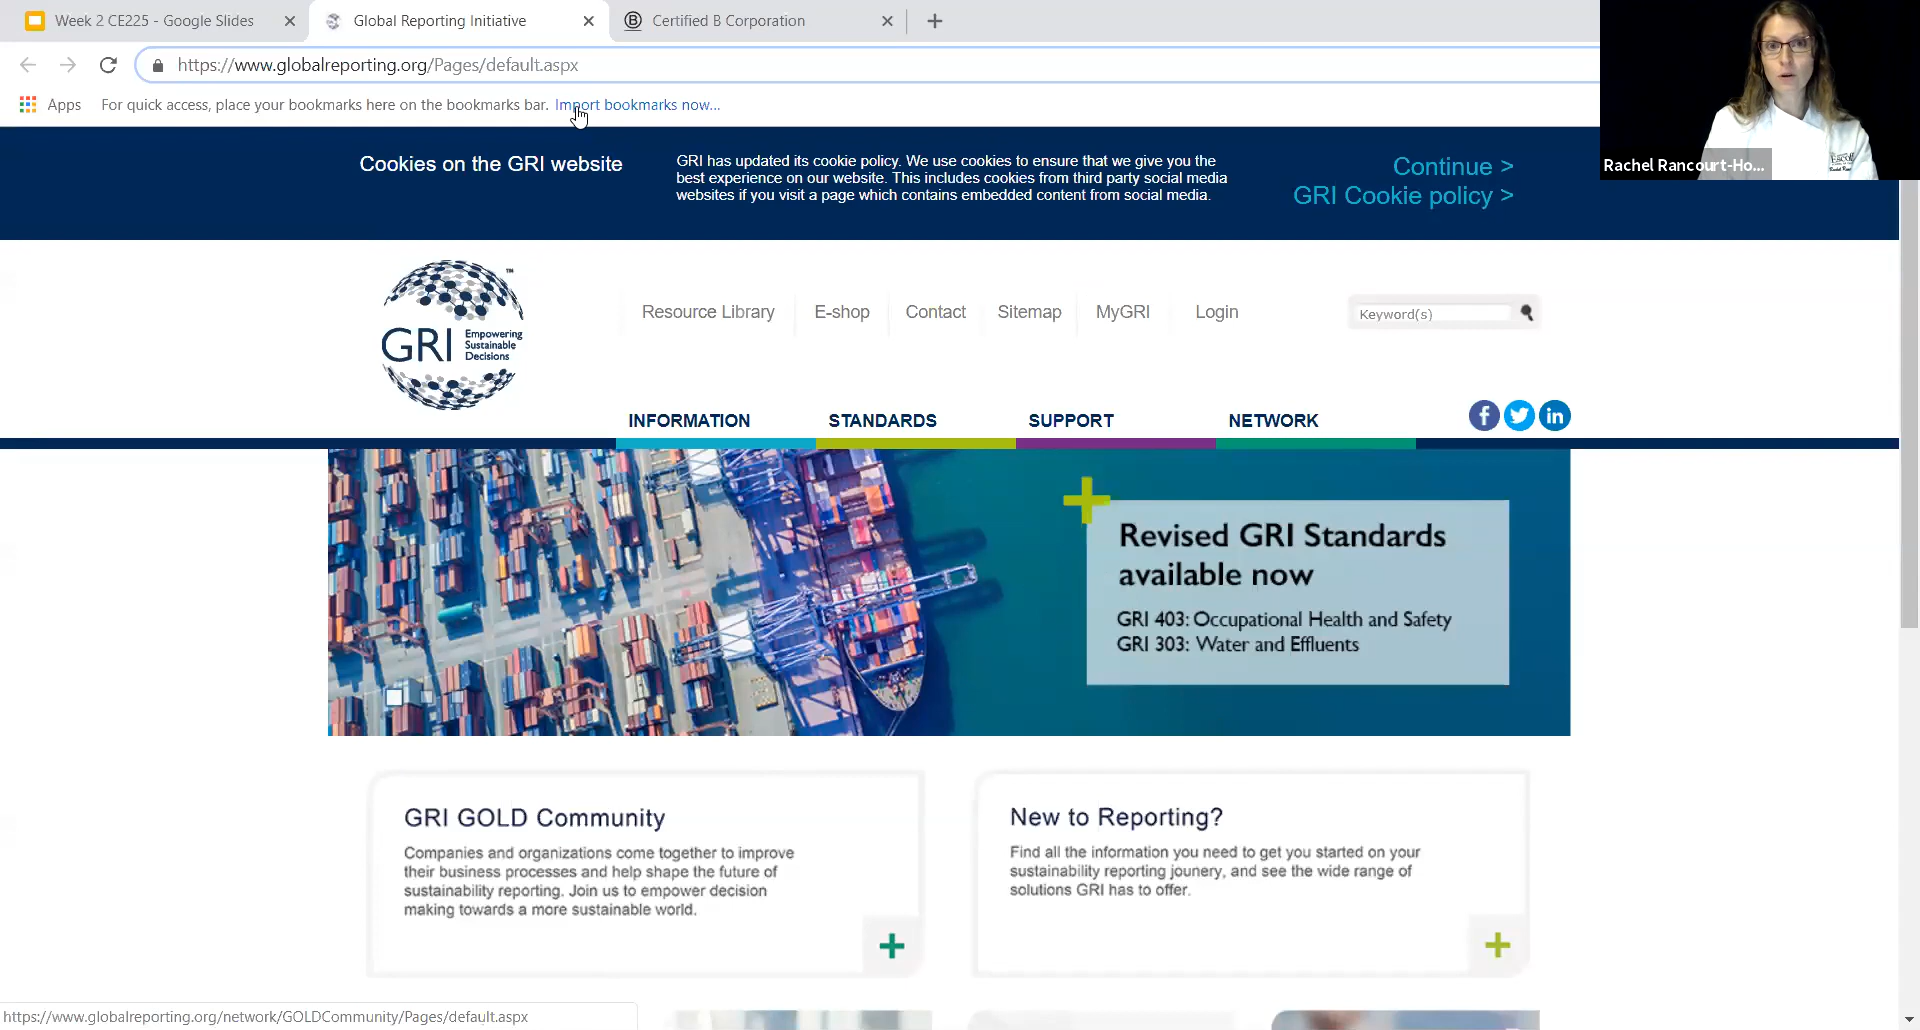 Week 2 CE225 - Google Slides
Global Reporting Initiative
Certified B Corporation
https://www.globalreporting.org/Pages/default.aspx
Apps
For quick access, place your bookmarks here on the bookmarks bar. Import bookmarks now...
Rachel Rancourt-Ho...
Cookies on the GRI website
GRI has updated its cookie policy. We use cookies to ensure that we give you the
best experience on our website. This includes cookies from third party social media
websites if you visit a page which contains embedded content from social media.
Continue >
GRI Cookie policy >
GRI
Empowering
Sustainable
Decisions
TM
Resource Library
E-shop
Contact
Sitemap
MyGRI
Login
Keyword(s)
INFORMATION
STANDARDS
SUPPORT
NETWORK
Revised GRI Standards
available now
GRI 403: Occupational Health and Safety
GRI 303: Water and Effluents
GRI GOLD Community
Companies and organizations come together to improve
their business processes and help shape the future of
sustainability reporting. Join us to empower decision
making towards a more sustainable world.
New to Reporting?
Find all the information you need to get you started on your
sustainability reporting jounery, and see the wide range of
solutions GRI has to offer.
https://www.globalreporting.org/network/GOLDCommunity/Pages/default.aspx